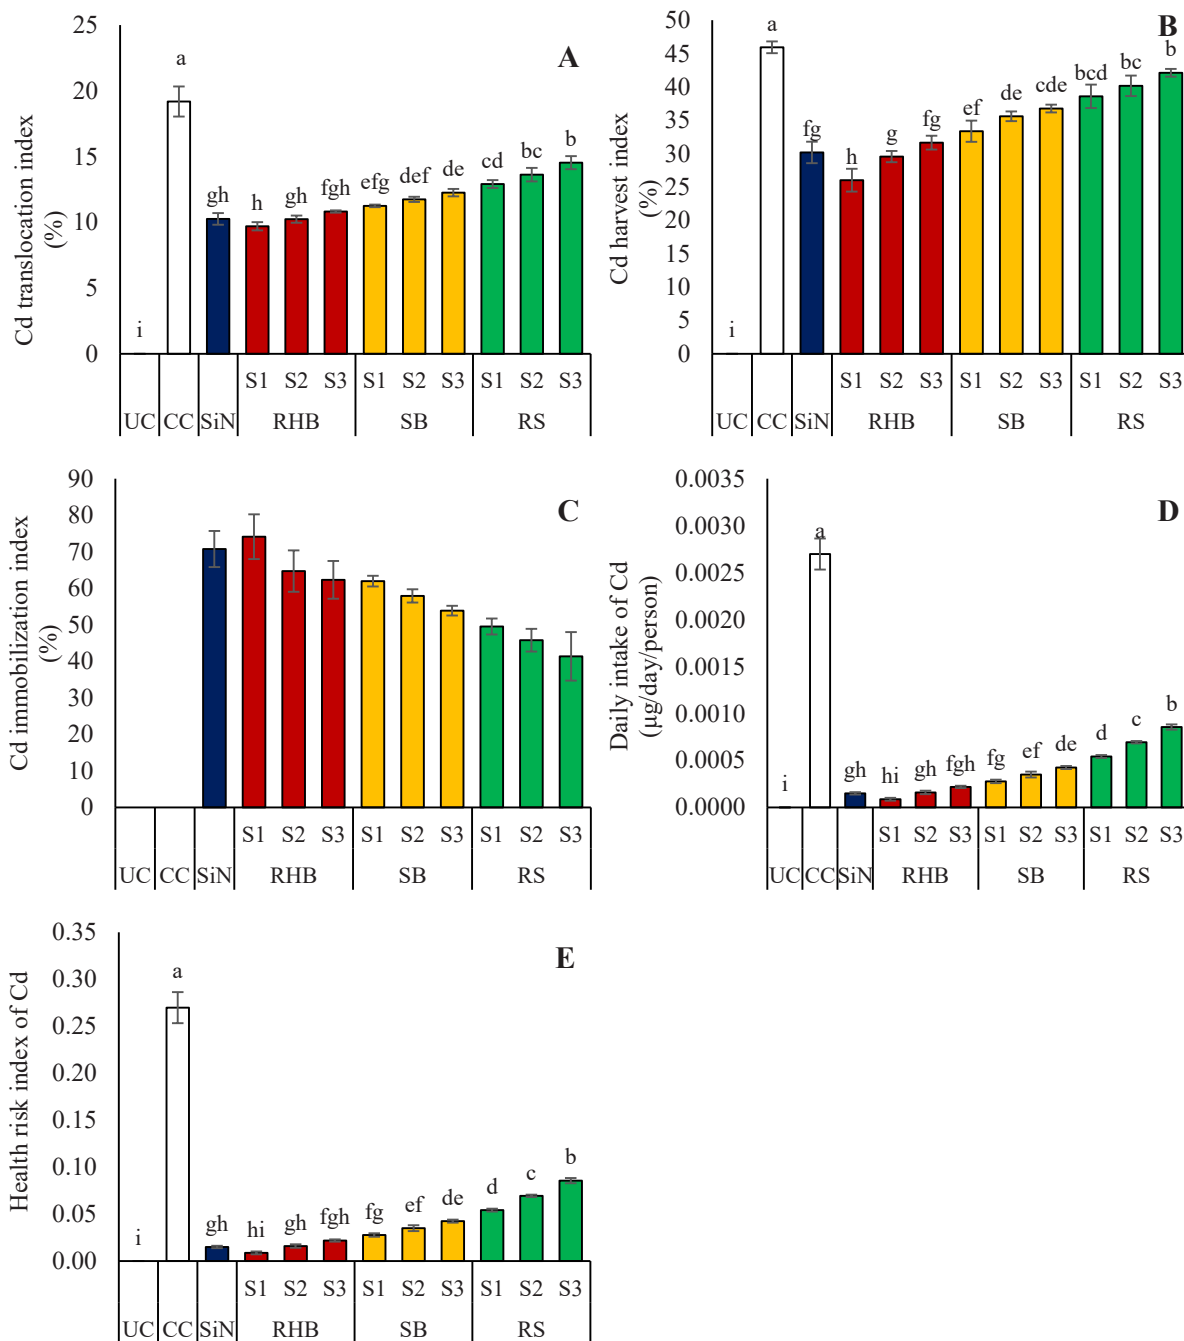 A
Cd translocation index
(%)
25
20
15
10
5
0
i
a
gh
h
gh
fgh
efg
def
de
cd
bc
b
S1 S2 S3 S1 S2 S3 S1 S2 S3
UC CC SiN RHB SB RS
B
Cd harvest index
(%)
50
45
40
35
30
25
20
15
10
5
0
i
a
fg
h
g
fg
ef
de
cde
bcd
bc
b
S1 S2 S3 S1 S2 S3 S1 S2 S3
UC CC SiN RHB SB RS
C
Cd immobilization index
(%)
90
80
70
60
50
40
30
20
10
0
S1 S2 S3 S1 S2 S3 S1 S2 S3
UC CC SiN RHB SB RS
D
Daily intake of Cd
(µg/day/person)
0.0035
0.0030
0.0025
0.0020
0.0015
0.0010
0.0005
0.0000
i
a
gh
hi
gh
fgh
fg
ef
de
d
c
b
S1 S2 S3 S1 S2 S3 S1 S2 S3
UC CC SiN RHB SB RS
E
Health risk index of Cd
0.35
0.30
0.25
0.20
0.15
0.10
0.05
0.00
i
a
gh
hi
gh
fgh
fg
ef
de
d
c
b
S1 S2 S3 S1 S2 S3 S1 S2 S3
UC CC SiN RHB SB RS